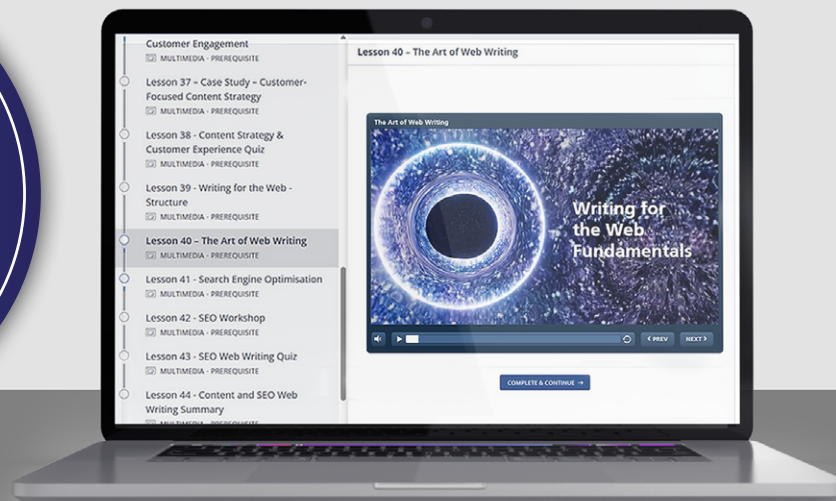 Customer Engagement
MULTIMEDIA - PREREQUISITE
Lesson 37 – Case Study – Customer-
Focused Content Strategy
MULTIMEDIA - PREREQUISITE
Lesson 38 - Content Strategy &
Customer Experience Quiz
MULTIMEDIA - PREREQUISITE
Lesson 39 - Writing for the Web -
Structure
MULTIMEDIA - PREREQUISITE
Lesson 40 – The Art of Web Writing
MULTIMEDIA - PREREQUISITE
Lesson 41 - Search Engine Optimisation
MULTIMEDIA - PREREQUISITE
Lesson 42 - SEO Workshop
MULTIMEDIA - PREREQUISITE
Lesson 43 - SEO Web Writing Quiz
MULTIMEDIA - PREREQUISITE
Lesson 44 - Content and SEO Web
Writing Summary
MULTIMEDIA - PREREQUISITE
Lesson 40 – The Art of Web Writing
The Art of Web Writing
Writing for
the Web
Fundamentals
PREV
NEXT
COMPLETE & CONTINUE →